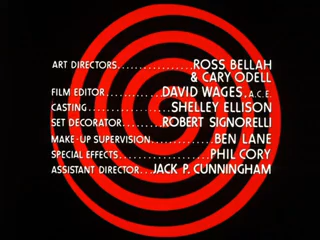 ART DIRECTORS................ROSS BELLAH
& CARY ODELL
FILM EDITOR............DAVID WAGES, A.C.E.
CASTING.................SHELLEY ELLISON
SET DECORATOR........ROBERT SIGNORELLI
MAKE-UP SUPERVISION.............BEN LANE
SPECIAL EFFECTS...................PHIL CORY
ASSISTANT DIRECTOR...JACK P. CUNNINGHAM